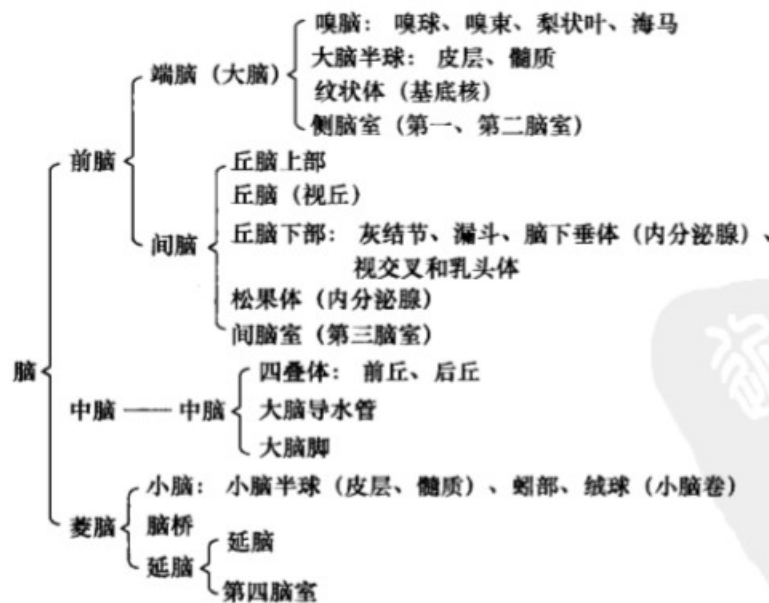 嗅脑：嗅球、嗅束、梨状叶、海马
端脑（大脑）
大脑半球：皮层、髓质
纹状体（基底核）
侧脑室（第一、第二脑室）
前脑
丘脑上部
丘脑（视丘）
间脑
丘脑下部：灰结节、漏斗、脑下垂体（内分泌腺）、
视交叉和乳头体
松果体（内分泌腺）
间脑室（第三脑室）
脑
四叠体：前丘、后丘
中脑——中脑
大脑导水管
大脑脚
小脑：小脑半球（皮层、髓质）、蚓部、绒球（小脑卷）
菱脑
脑桥
延脑
延脑
第四脑室